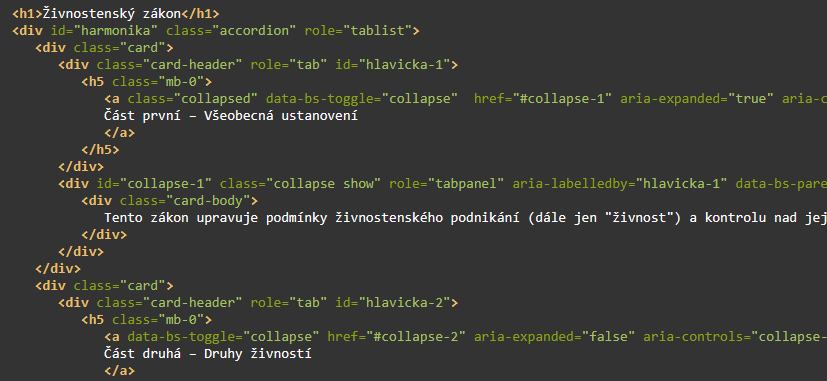 <h1>Živnostenský zákon</h1>
<div id="harmonika" class="accordion" role="tablist">
<div class="card">
<div class="card-header" role="tab" id="hlavicka-1">
<h5 class="mb-0">
<a class="collapsed" data-bs-toggle="collapse"  href="#collapse-1" aria-expanded="true" aria-c
Část první – Všeobecná ustanovení
</a>
</h5>
</div>
<div id="collapse-1" class="collapse show" role="tabpanel" aria-labelledby="hlavicka-1" data-bs-pare
<div class="card-body">
Tento zákon upravuje podmínky živnostenského podnikání (dále jen "živnost") a kontrolu nad jej
</div>
</div>
</div>
<div class="card">
<div class="card-header" role="tab" id="hlavicka-2">
<h5 class="mb-0">
<a data-bs-toggle="collapse" href="#collapse-2" aria-expanded="false" aria-controls="collapse-
Část druhá – Druhy živností
</a>